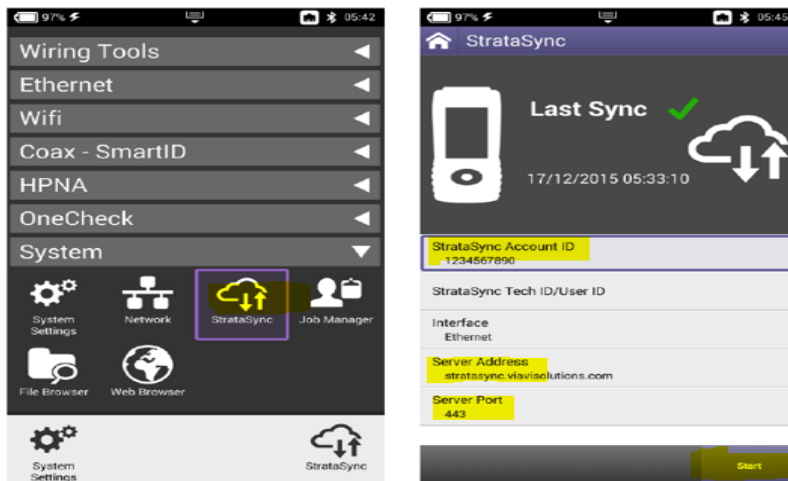 97%
05:42
Wiring Tools
Ethernet
Wifi
Coax - SmartID
HPNA
OneCheck
System
System
Settings
Network
StrataSync
Job Manager
File Browser
Web Browser
System
Settings
StrataSync
97%
05:45
StrataSync
Last Sync
17/12/2015 05:33:10
StrataSync Account ID
1234567890
StrataSync Tech ID/User ID
Interface
Ethernet
Server Address
stratasync.viavisolutions.com
Server Port
443
Start